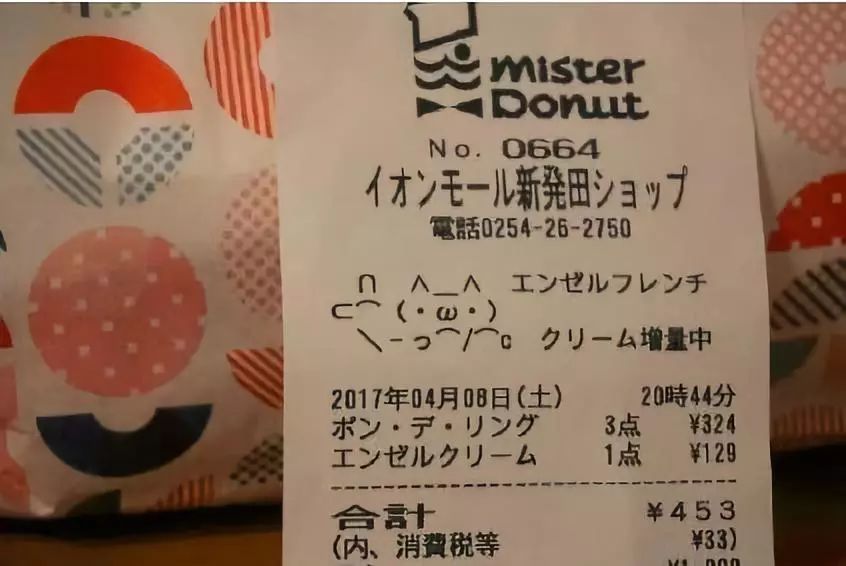 mister
Donut
No. 0664
イオンモール新発田ショップ
電話0254-26-2750
∩ ∧＿∧ エンゼルフレンチ
⊂⌒（・ω・）
＼-っ⌒/⌒c クリーム増量中
2017年04月08日(土) 20時44分
ポン・デ・リング 3点 ¥324
エンゼルクリーム 1点 ¥129
合計 ¥453
(内、消費税等 ¥33)